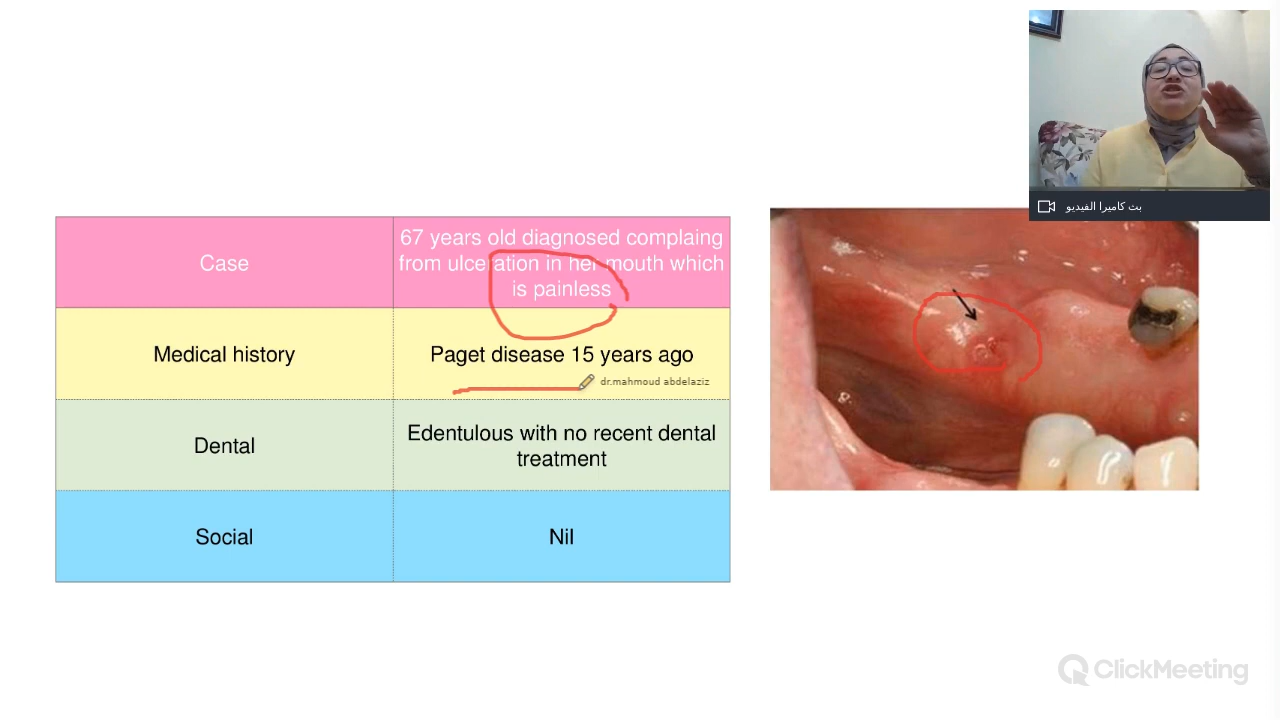 بث كاميرا الفيديو
Case
67 years old diagnosed complaing
from ulceration in her mouth which
is painless
Medical history
Paget disease 15 years ago
dr.mahmoud abdelaziz
Dental
Edentulous with no recent dental
treatment
Social
Nil
ClickMeeting